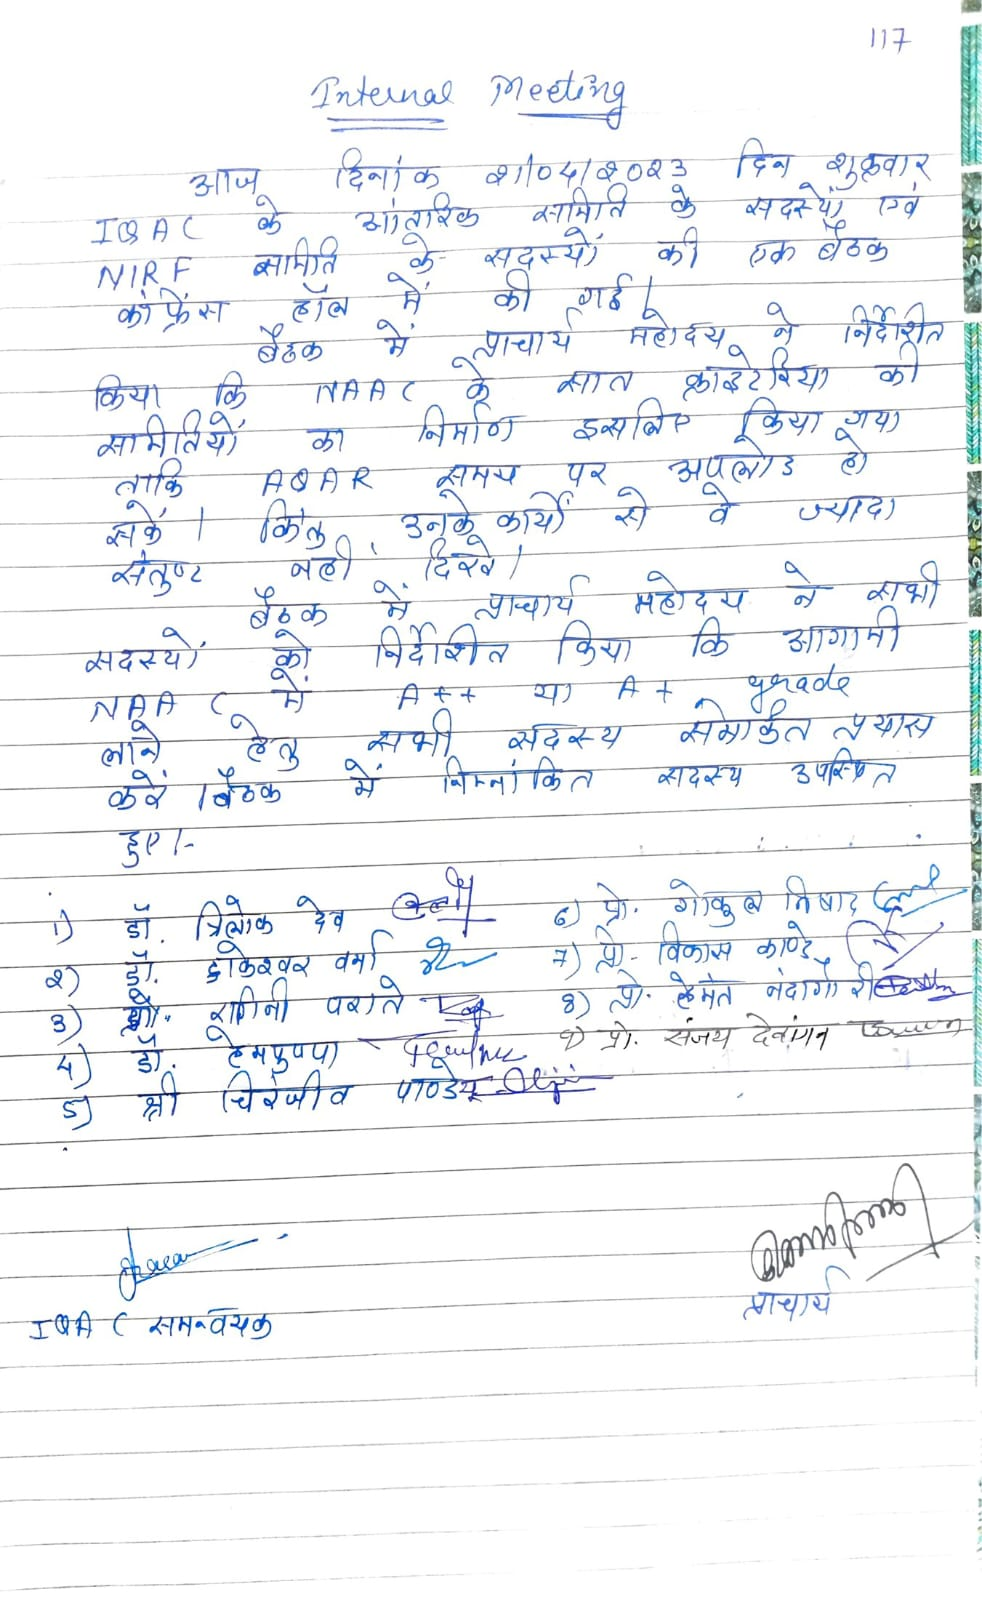 117
Internal Meeting
आज दिनांक 21/04/2023 दिन शुक्रवार
IQAC के आंतरिक समिति के सदस्यों एवं
NIRF समिति के सदस्यों की एक बैठक
कांफ्रेंस हॉल में की गई।
बैठक में प्राचार्य महोदय ने निर्देशित
किया कि NAAC के सात क्राइटेरिया की
समितियों का निर्माण इसलिए किया गया
ताकि AQAR समय पर अपलोड हो
सकें। किंतु उनके कार्यों से वे ज्यादा
संतुष्ट नहीं दिखे।
बैठक में प्राचार्य महोदय ने सभी
सदस्यों को निर्देशित किया कि आगामी
NAAC में A++ या A+ grade
लाने हेतु सभी सदस्य समर्पित प्रयास
करें। बैठक में निम्नांकित सदस्य उपस्थित
हुए।-
1) डॉ. त्रिलोक देव
2) डॉ. वर्मा
3) प्रो. रागिनी पराते
4) डॉ. हेमपुष्पा
5) श्री चिरंजीव पाण्डेय
6) प्रो. गोकुल निषाद
7) प्रो. विकास काण्डे
8) प्रो. हेमंत नंदागौरी
9) प्रो. संजय देवांगन
IQAC समन्वयक
प्राचार्य